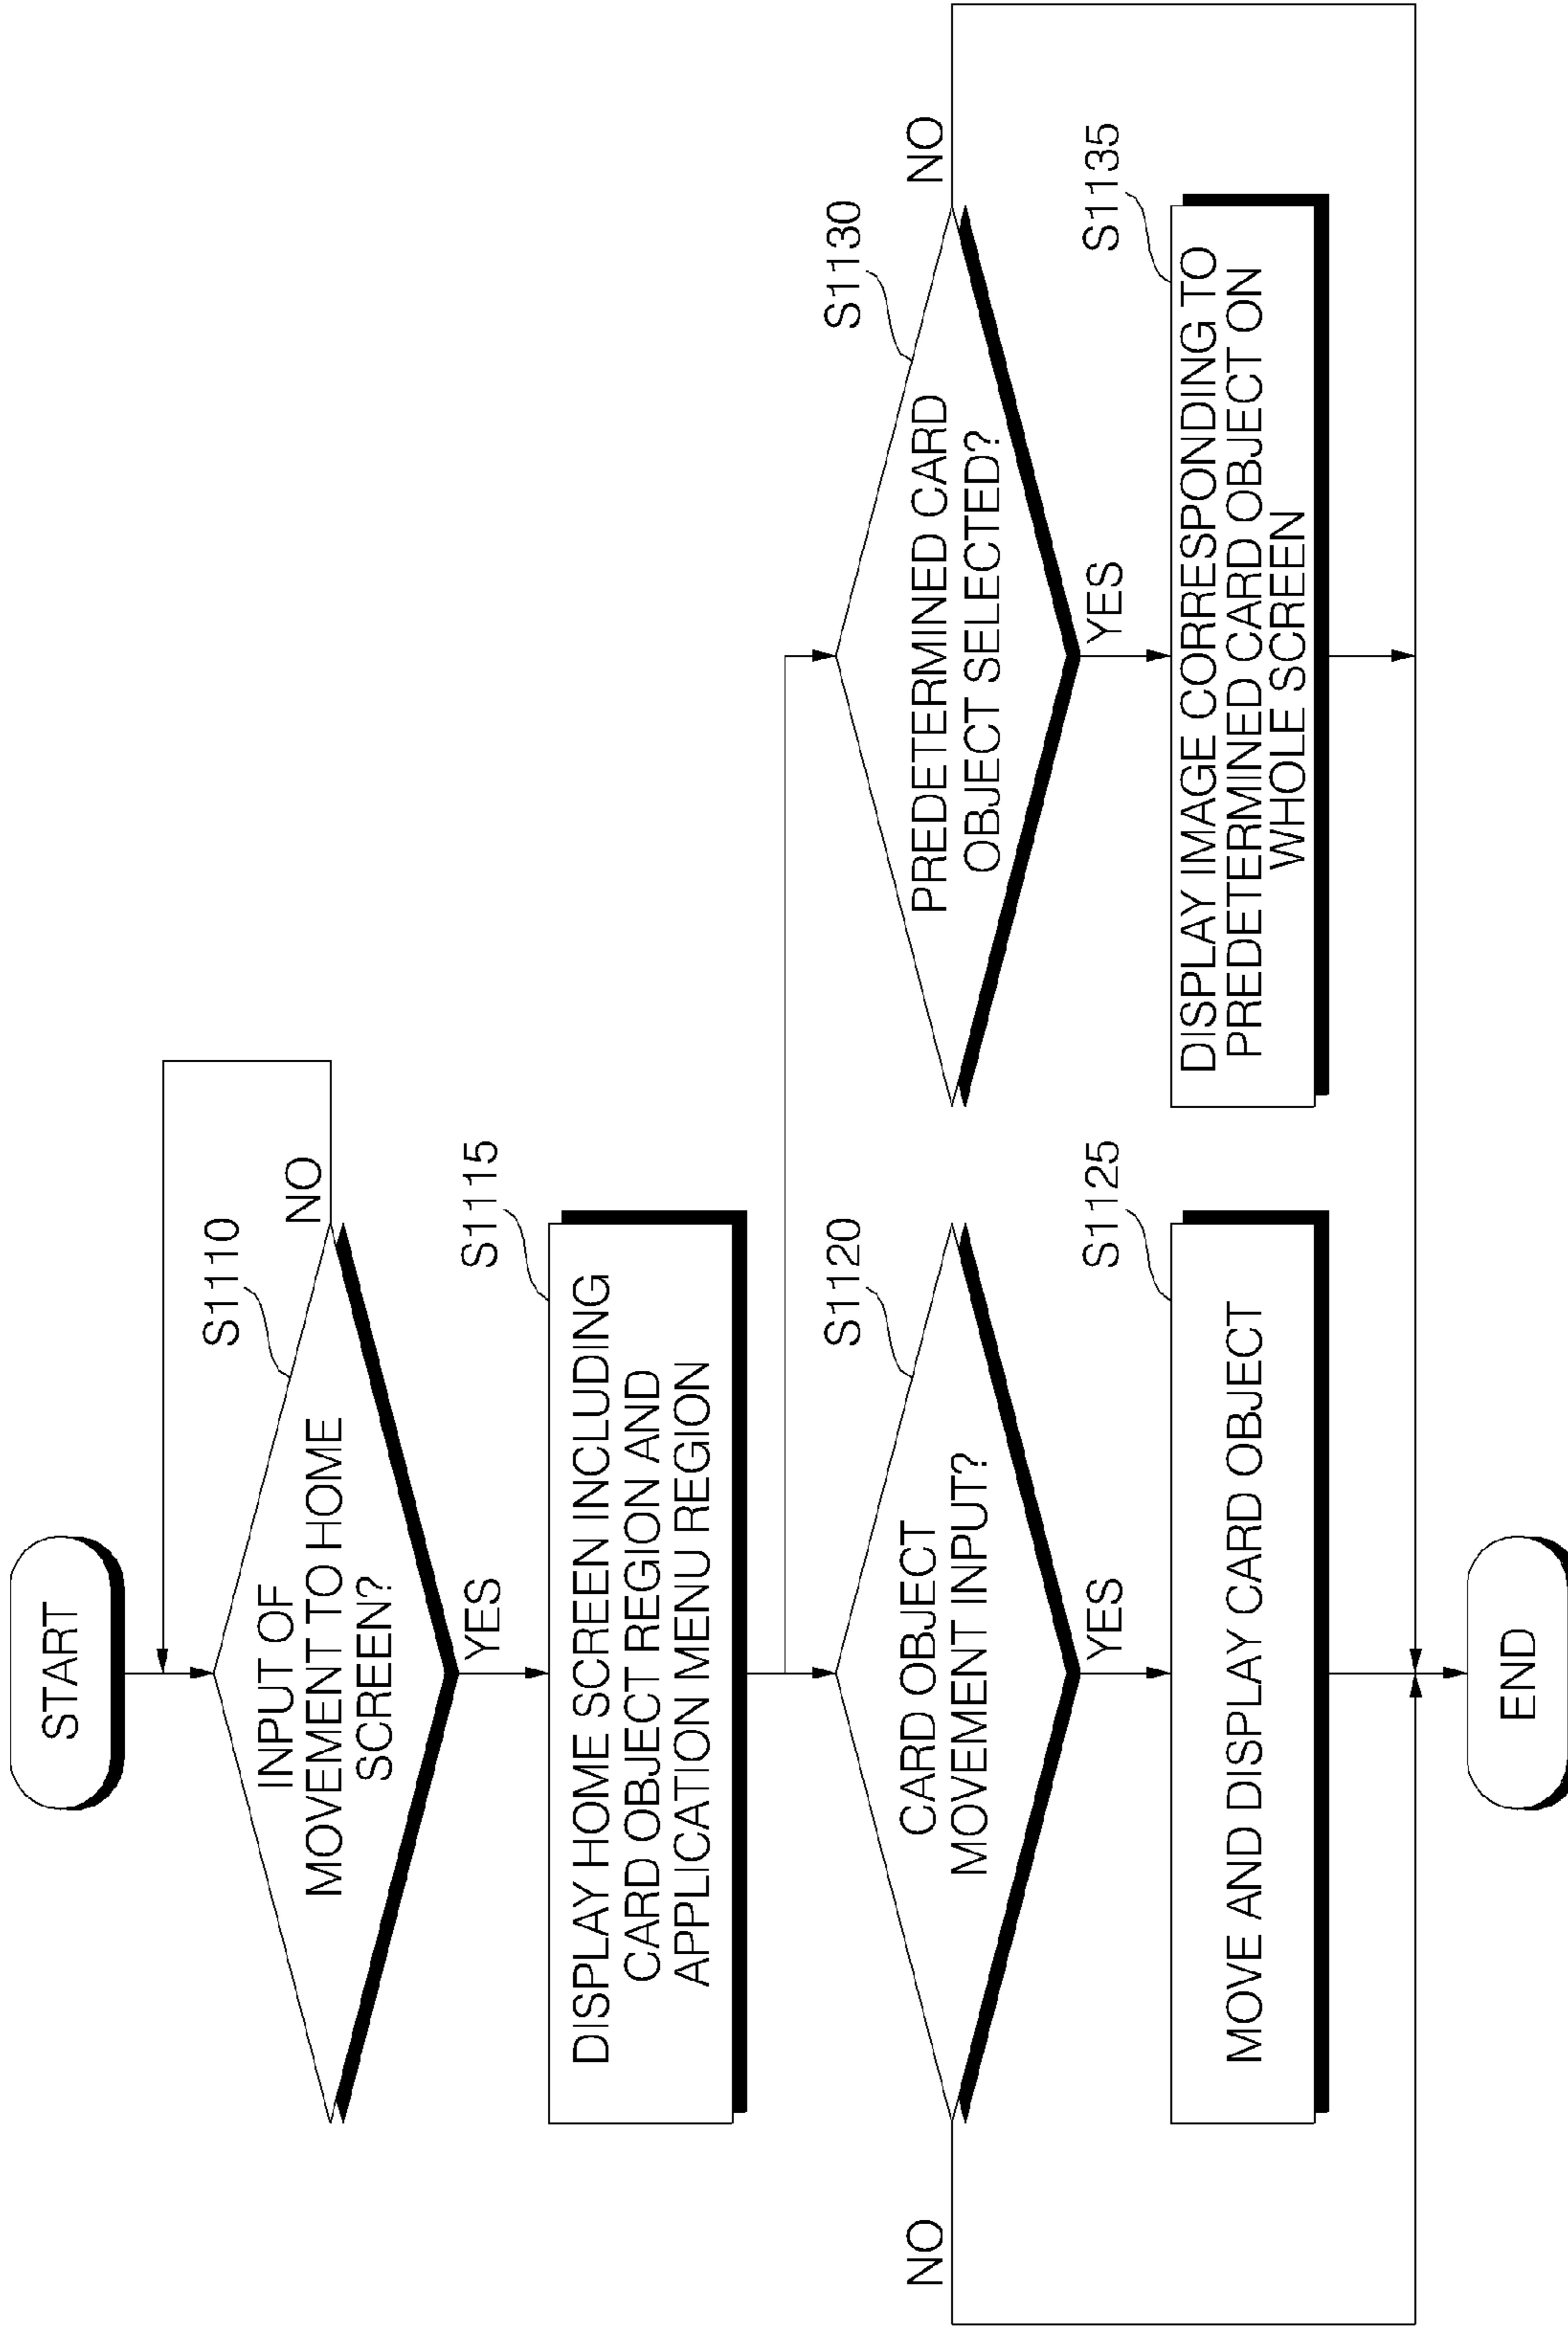 START
S1110
INPUT OF
MOVEMENT TO HOME
SCREEN?
NO
YES
S1115
DISPLAY HOME SCREEN INCLUDING
CARD OBJECT REGION AND
APPLICATION MENU REGION
S1120
CARD OBJECT
MOVEMENT INPUT?
NO
YES
S1125
MOVE AND DISPLAY CARD OBJECT
S1130
PREDETERMINED CARD
OBJECT SELECTED?
NO
YES
S1135
DISPLAY IMAGE CORRESPONDING TO
PREDETERMINED CARD OBJECT ON
WHOLE SCREEN
END